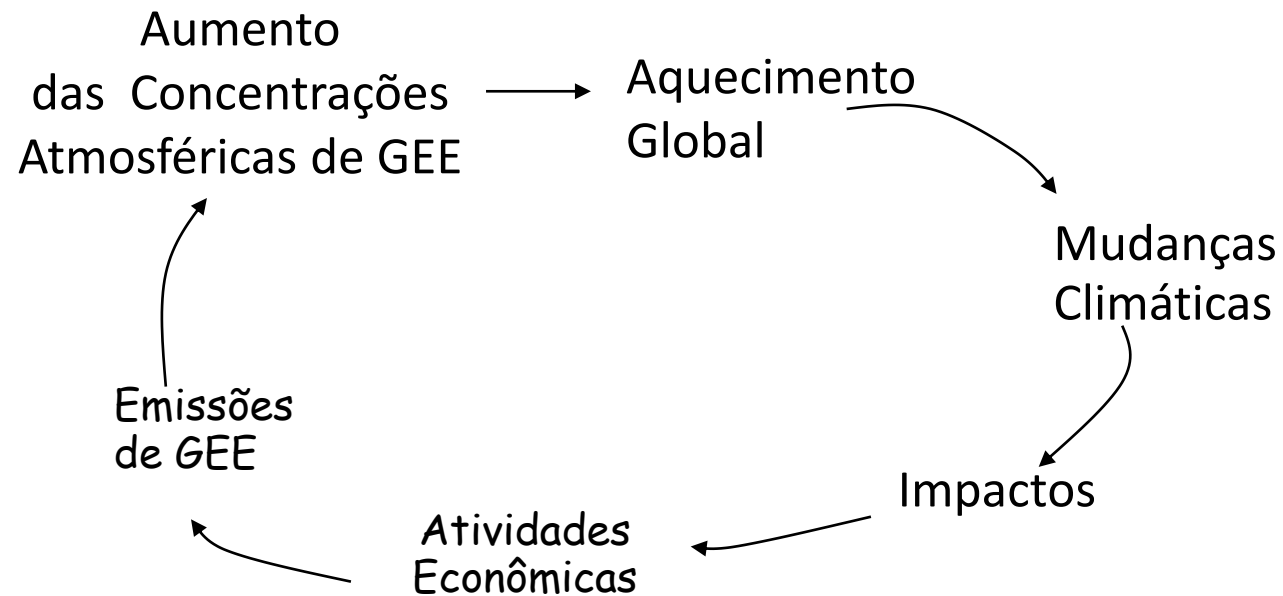 Aumento
das Concentrações
Atmosféricas de GEE
Aquecimento
Global
Mudanças
Climáticas
Impactos
Atividades
Econômicas
Emissões
de GEE